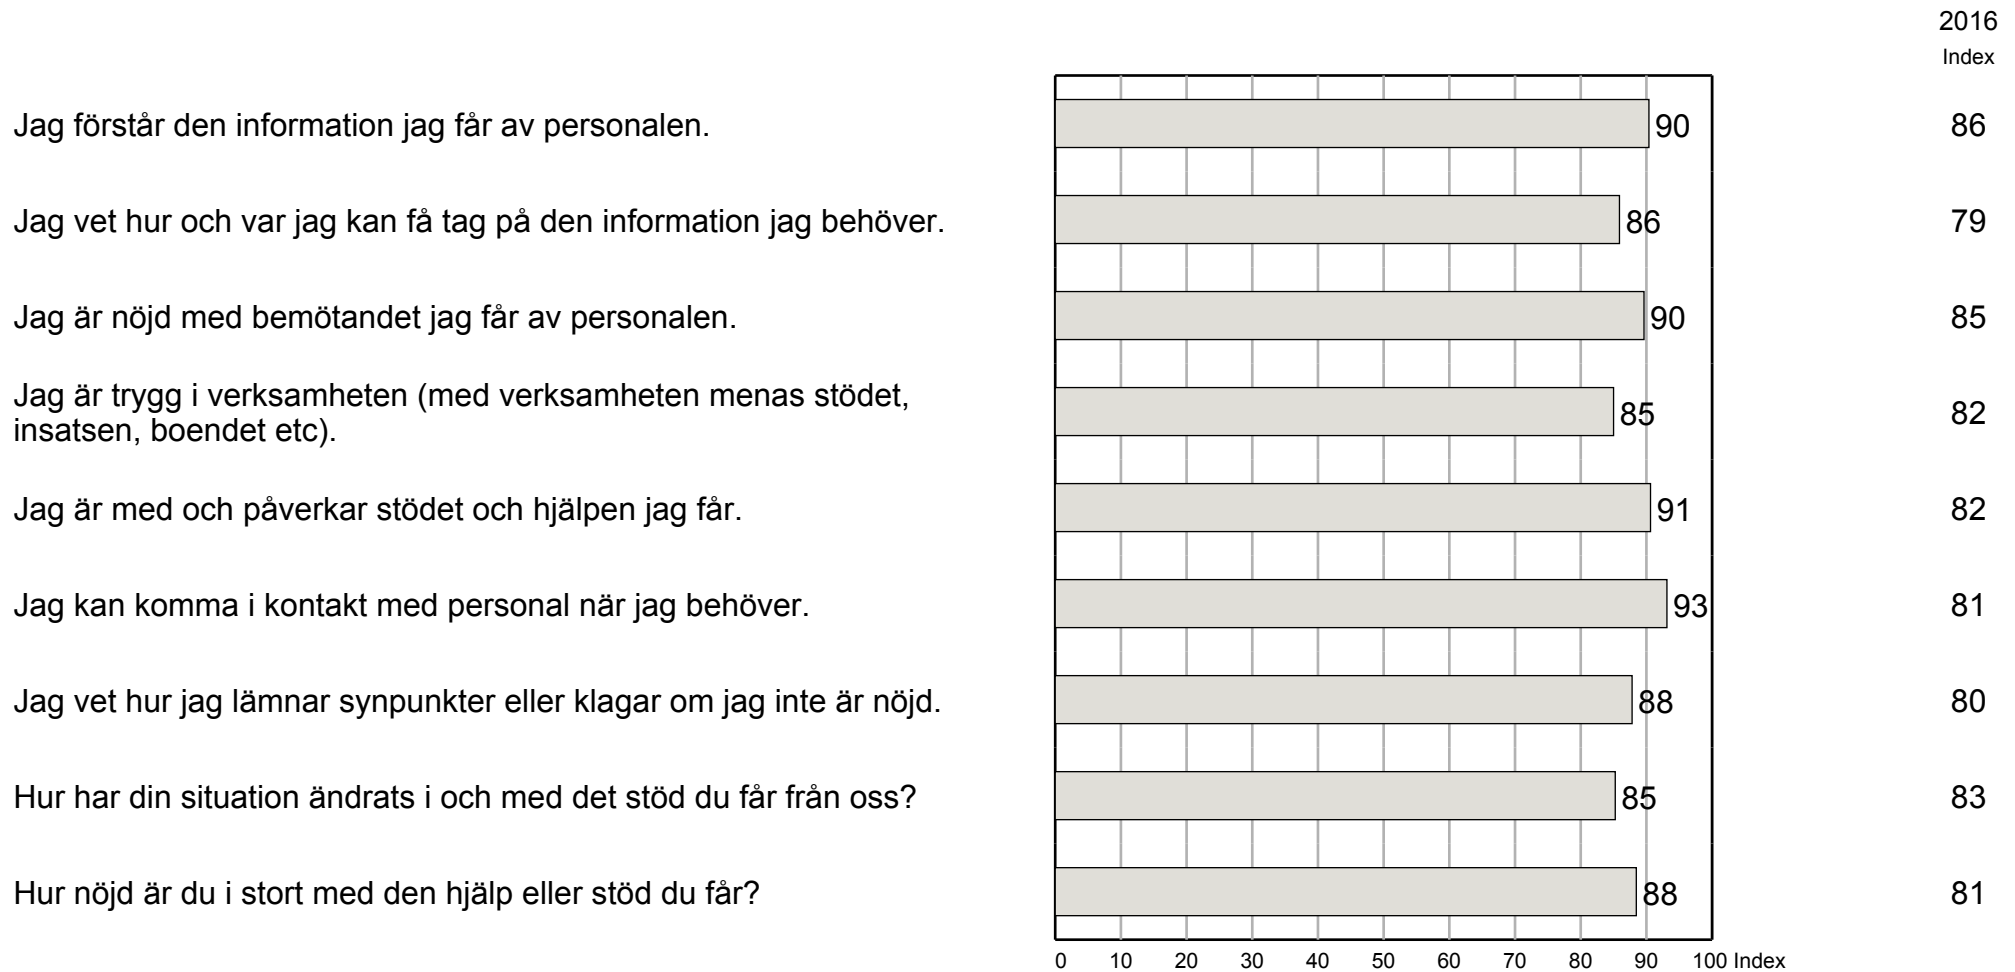 2016
Index
Jag förstår den information jag får av personalen. 90 86
Jag vet hur och var jag kan få tag på den information jag behöver. 86 79
Jag är nöjd med bemötandet jag får av personalen. 90 85
Jag är trygg i verksamheten (med verksamheten menas stödet,
insatsen, boendet etc). 85 82
Jag är med och påverkar stödet och hjälpen jag får. 91 82
Jag kan komma i kontakt med personal när jag behöver. 93 81
Jag vet hur jag lämnar synpunkter eller klagar om jag inte är nöjd. 88 80
Hur har din situation ändrats i och med det stöd du får från oss? 85 83
Hur nöjd är du i stort med den hjälp eller stöd du får? 88 81
0 10 20 30 40 50 60 70 80 90 100 Index